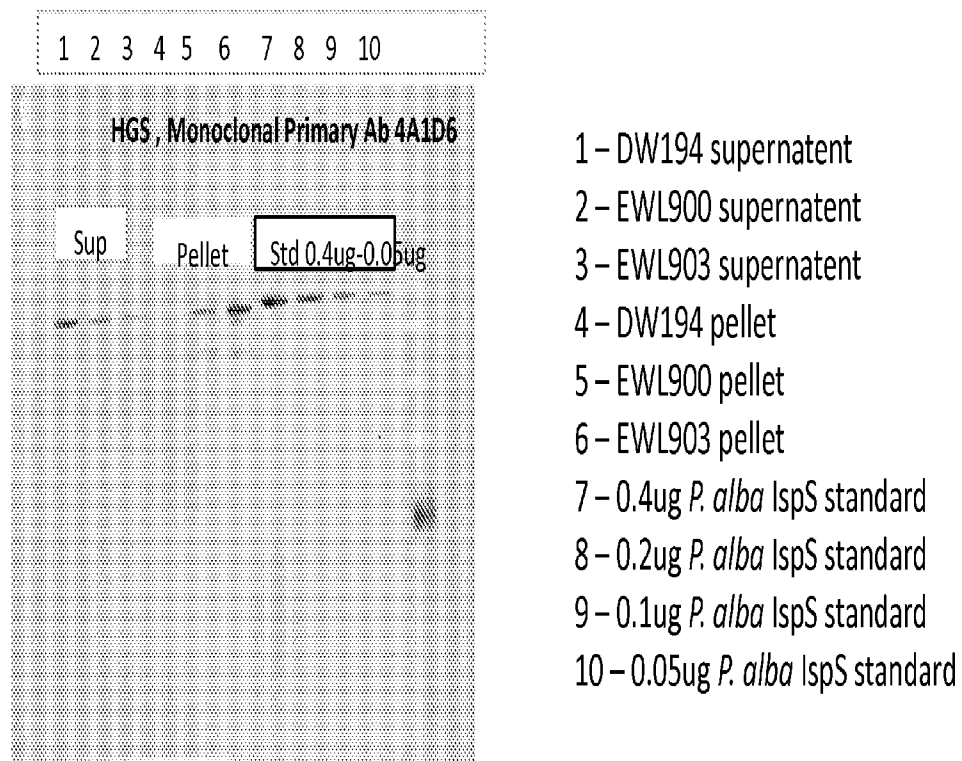 1 2 3 4 5 6 7 8 9 10
HGS , Monoclonal Primary Ab 4A1D6
Sup
Pellet
Std 0.4ug-0.05ug
1 – DW194 supernatent
2 – EWL900 supernatent
3 – EWL903 supernatent
4 – DW194 pellet
5 – EWL900 pellet
6 – EWL903 pellet
7 – 0.4ug P. alba IspS standard
8 – 0.2ug P. alba IspS standard
9 – 0.1ug P. alba IspS standard
10 – 0.05ug P. alba IspS standard